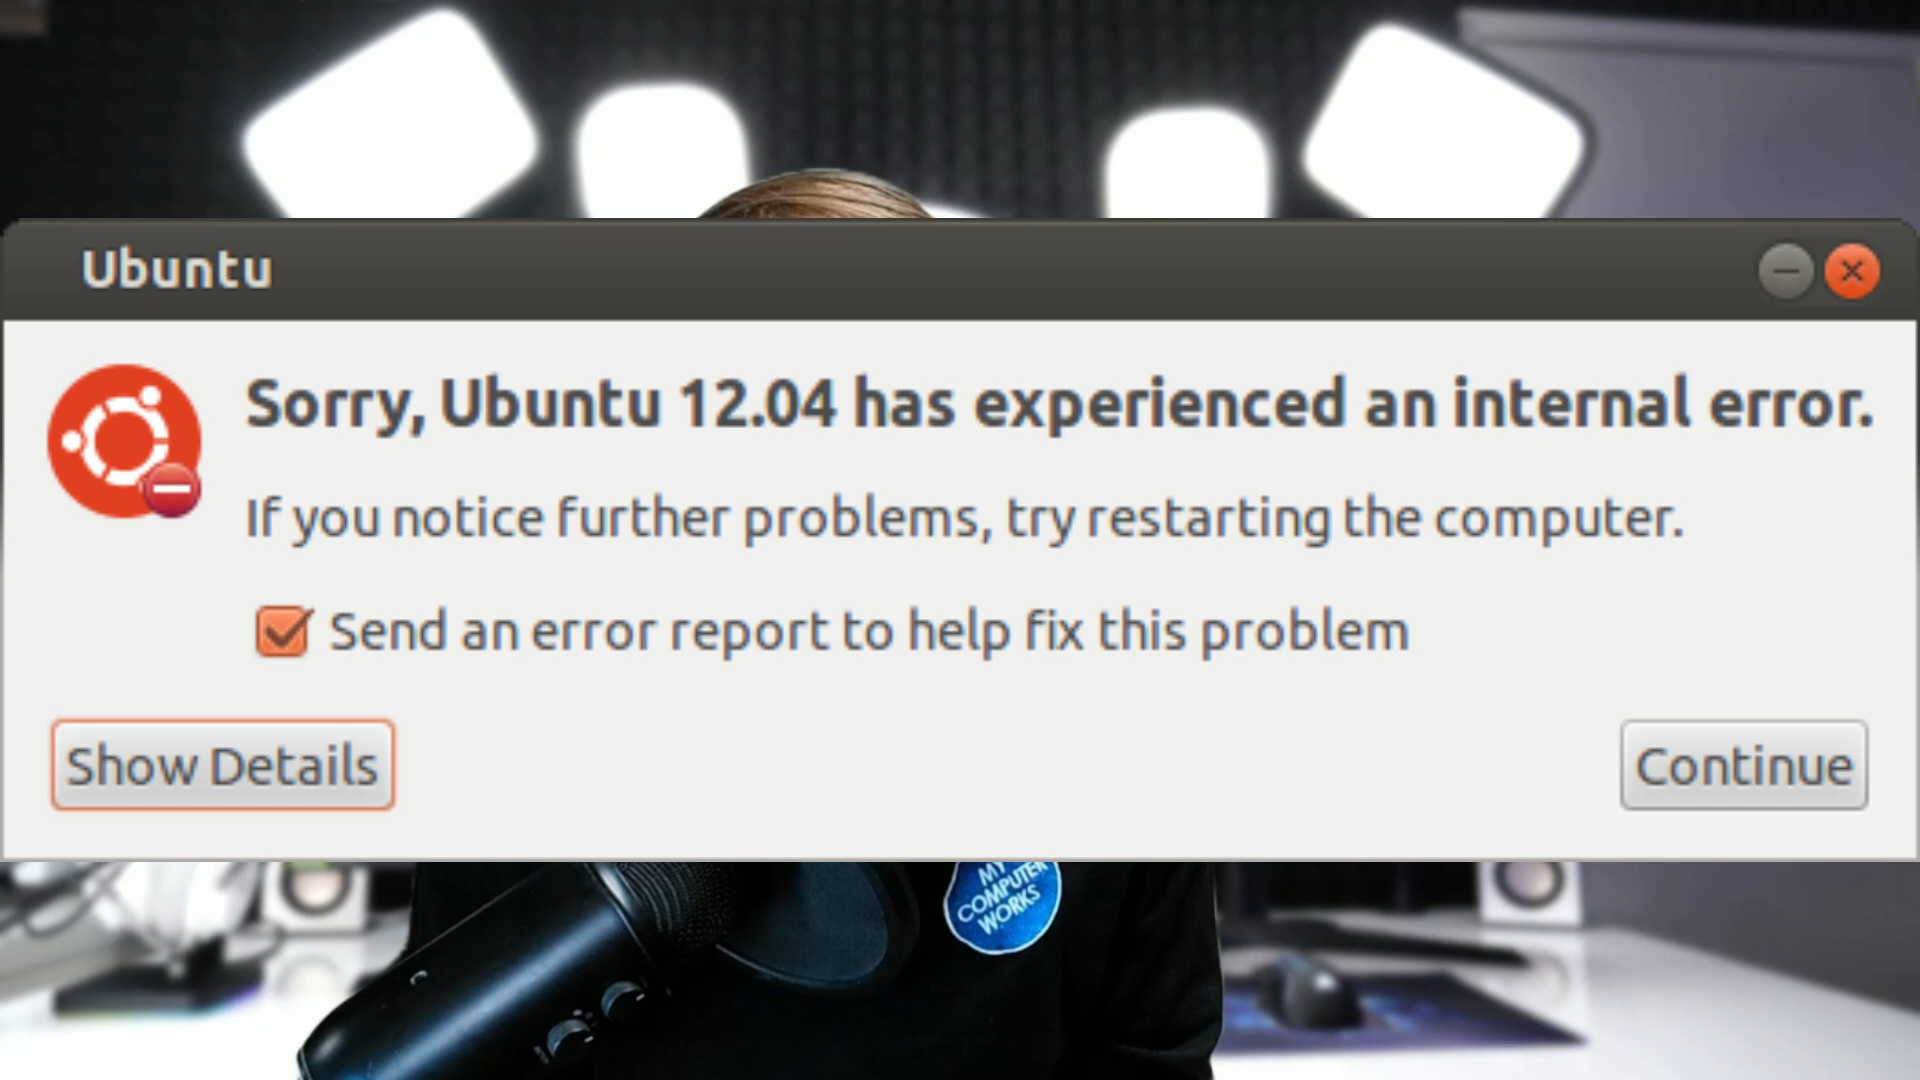 Ubuntu
Sorry, Ubuntu 12.04 has experienced an internal error.
If you notice further problems, try restarting the computer.
Send an error report to help fix this problem
Show Details
Continue
MY
COMPUTER
WORKS